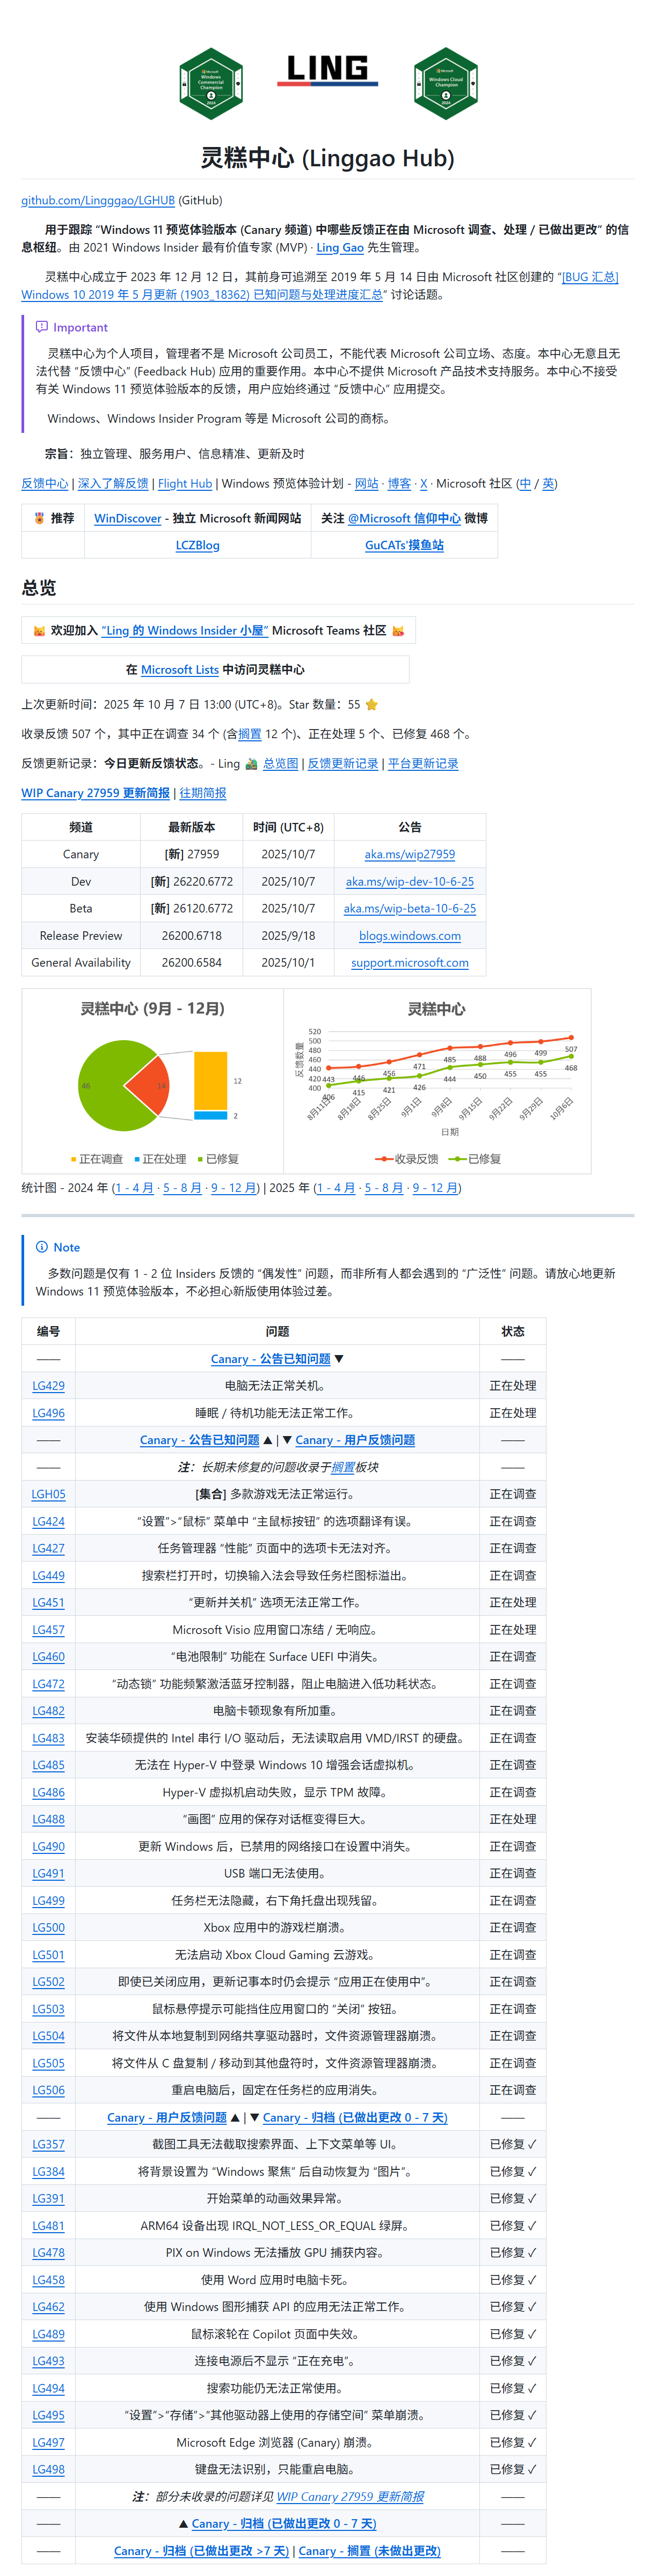 Microsoft
Windows
Commercial
Champion
2024
LING
Microsoft
Windows Cloud
Champion
2024
灵糕中心 (Linggao Hub)
github.com/Lingggao/LGHUB (GitHub)
用于跟踪 “Windows 11 预览体验版本 (Canary 频道) 中哪些反馈正在由 Microsoft 调查、处理 / 已做出更改” 的信
息枢纽。由 2021 Windows Insider 最有价值专家 (MVP) · Ling Gao 先生管理。
灵糕中心成立于 2023 年 12 月 12 日，其前身可追溯至 2019 年 5 月 14 日由 Microsoft 社区创建的 “[BUG 汇总]
Windows 10 2019 年 5 月更新 (1903_18362) 已知问题与处理进度汇总” 讨论话题。
Important
灵糕中心为个人项目，管理者不是 Microsoft 公司员工，不能代表 Microsoft 公司立场、态度。本中心无意且无
法代替 “反馈中心” (Feedback Hub) 应用的重要作用。本中心不提供 Microsoft 产品技术支持服务。本中心不接受
有关 Windows 11 预览体验版本的反馈，用户应始终通过 “反馈中心” 应用提交。
Windows、Windows Insider Program 等是 Microsoft 公司的商标。
宗旨：独立管理、服务用户、信息精准、更新及时
反馈中心 | 深入了解反馈 | Flight Hub | Windows 预览体验计划 - 网站 · 博客 · X · Microsoft 社区 (中 / 英)
🏅 推荐 WinDiscover - 独立 Microsoft 新闻网站 关注 @Microsoft 信仰中心 微博
LCZBlog GuCATs'摸鱼站
总览
欢迎加入 “Ling 的 Windows Insider 小屋” Microsoft Teams 社区
在 Microsoft Lists 中访问灵糕中心
上次更新时间：2025 年 10 月 7 日 13:00 (UTC+8)。Star 数量：55 ⭐
收录反馈 507 个，其中正在调查 34 个 (含搁置 12 个)、正在处理 5 个、已修复 468 个。
反馈更新记录：今日更新反馈状态。- Ling 总览图 | 反馈更新记录 | 平台更新记录
WIP Canary 27959 更新简报 | 往期简报
频道 最新版本 时间 (UTC+8) 公告
Canary [新] 27959 2025/10/7 aka.ms/wip27959
Dev [新] 26220.6772 2025/10/7 aka.ms/wip-dev-10-6-25
Beta [新] 26120.6772 2025/10/7 aka.ms/wip-beta-10-6-25
Release Preview 26200.6718 2025/9/18 blogs.windows.com
General Availability 26200.6584 2025/10/1 support.microsoft.com
灵糕中心 (9月 - 12月)
46 14 12 2
正在调查 正在处理 已修复
灵糕中心
反馈数量
520
500
480
460
440
420
400
443 446 456 471 485 488 496 499 507
406 415 421 426 444 450 455 455 468
8月11日 8月18日 8月25日 9月1日 9月8日 9月15日 9月22日 9月29日 10月6日
日期
收录反馈 已修复
统计图 - 2024 年 (1 - 4 月 · 5 - 8 月 · 9 - 12 月) | 2025 年 (1 - 4 月 · 5 - 8 月 · 9 - 12 月)
Note
多数问题是仅有 1 - 2 位 Insiders 反馈的 “偶发性” 问题，而非所有人都会遇到的 “广泛性” 问题。请放心地更新
Windows 11 预览体验版本，不必担心新版使用体验过差。
编号 问题 状态
—— Canary - 公告已知问题 ▼ ——
LG429 电脑无法正常关机。 正在处理
LG496 睡眠 / 待机功能无法正常工作。 正在处理
—— Canary - 公告已知问题 ▲ | ▼ Canary - 用户反馈问题 ——
—— 注：长期未修复的问题收录于搁置板块 ——
LGH05 [集合] 多款游戏无法正常运行。 正在调查
LG424 “设置”>“鼠标” 菜单中 “主鼠标按钮” 的选项翻译有误。 正在调查
LG427 任务管理器 “性能” 页面中的选项卡无法对齐。 正在调查
LG449 搜索栏打开时，切换输入法会导致任务栏图标溢出。 正在调查
LG451 “更新并关机” 选项无法正常工作。 正在处理
LG457 Microsoft Visio 应用窗口冻结 / 无响应。 正在处理
LG460 “电池限制” 功能在 Surface UEFI 中消失。 正在调查
LG472 “动态锁” 功能频繁激活蓝牙控制器，阻止电脑进入低功耗状态。 正在调查
LG482 电脑卡顿现象有所加重。 正在调查
LG483 安装华硕提供的 Intel 串行 I/O 驱动后，无法读取启用 VMD/IRST 的硬盘。 正在调查
LG485 无法在 Hyper-V 中登录 Windows 10 增强会话虚拟机。 正在调查
LG486 Hyper-V 虚拟机启动失败，显示 TPM 故障。 正在调查
LG488 “画图” 应用的保存对话框变得巨大。 正在处理
LG490 更新 Windows 后，已禁用的网络接口在设置中消失。 正在调查
LG491 USB 端口无法使用。 正在调查
LG499 任务栏无法隐藏，右下角托盘出现残留。 正在调查
LG500 Xbox 应用中的游戏栏崩溃。 正在调查
LG501 无法启动 Xbox Cloud Gaming 云游戏。 正在调查
LG502 即使已关闭应用，更新记事本时仍会提示 “应用正在使用中”。 正在调查
LG503 鼠标悬停提示可能挡住应用窗口的 “关闭” 按钮。 正在调查
LG504 将文件从本地复制到网络共享驱动器时，文件资源管理器崩溃。 正在调查
LG505 将文件从 C 盘复制 / 移动到其他盘符时，文件资源管理器崩溃。 正在调查
LG506 重启电脑后，固定在任务栏的应用消失。 正在调查
—— Canary - 用户反馈问题 ▲ | ▼ Canary - 归档 (已做出更改 0 - 7 天) ——
LG357 截图工具无法截取搜索界面、上下文菜单等 UI。 已修复 ✓
LG384 将背景设置为 “Windows 聚焦” 后自动恢复为 “图片”。 已修复 ✓
LG391 开始菜单的动画效果异常。 已修复 ✓
LG481 ARM64 设备出现 IRQL_NOT_LESS_OR_EQUAL 绿屏。 已修复 ✓
LG478 PIX on Windows 无法播放 GPU 捕获内容。 已修复 ✓
LG458 使用 Word 应用时电脑卡死。 已修复 ✓
LG462 使用 Windows 图形捕获 API 的应用无法正常工作。 已修复 ✓
LG489 鼠标滚轮在 Copilot 页面中失效。 已修复 ✓
LG493 连接电源后不显示 “正在充电”。 已修复 ✓
LG494 搜索功能仍无法正常使用。 已修复 ✓
LG495 “设置”>“存储”>“其他驱动器上使用的存储空间” 菜单崩溃。 已修复 ✓
LG497 Microsoft Edge 浏览器 (Canary) 崩溃。 已修复 ✓
LG498 键盘无法识别，只能重启电脑。 已修复 ✓
—— 注：部分未收录的问题详见 WIP Canary 27959 更新简报 ——
—— ▲ Canary - 归档 (已做出更改 0 - 7 天) ——
—— Canary - 归档 (已做出更改 >7 天) | Canary - 搁置 (未做出更改) ——